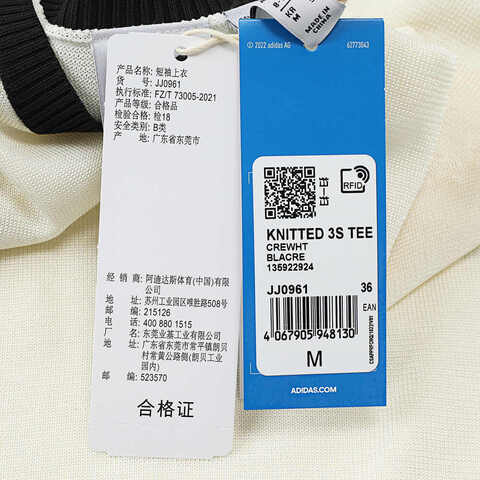 KR
M
MADE IN
CHINA
产品名称: 短袖上衣
货 号: JJ0961
执行标准: FZ/T 73005-2021
产品等级: 合格品
检验合格: 检18
安全类别: B类
产 地: 广东省东莞市
经 销 商: 阿迪达斯体育(中国)有限
公司
地 址: 苏州工业园区唯胜路508号
邮 编: 215126
电 话: 400 880 1515
制 造 商: 东莞业基工业有限公司
地 址: 广东省东莞市常平镇朗贝
村常黄公路侧(朗贝工业
园内)
邮 编: 523570
合格证
© 2022 adidas AG
62773543
RFID
KNITTED 3S TEE
CREWHT
BLACRE
135922924
JJ0961
36
EAN
4 067905 948130
M
ADIDAS.COM